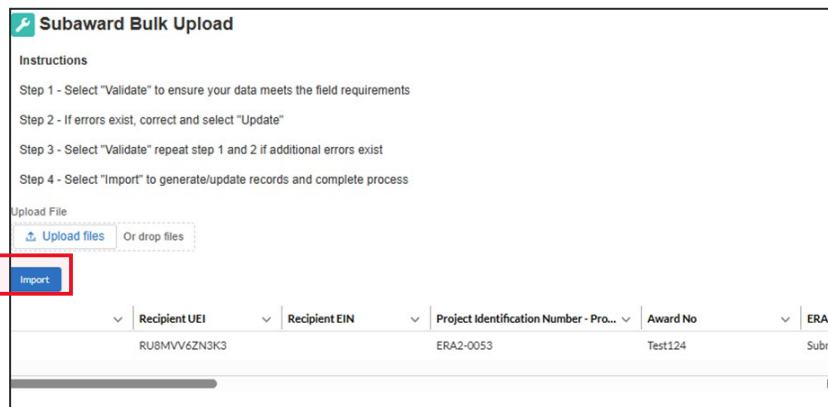 Subaward Bulk Upload
Instructions
Step 1 - Select "Validate" to ensure your data meets the field requirements
Step 2 - If errors exist, correct and select "Update"
Step 3 - Select "Validate" repeat step 1 and 2 if additional errors exist
Step 4 - Select "Import" to generate/update records and complete process
Upload File
Upload files Or drop files
Import
Recipient UEI Recipient EIN Project Identification Number - Pro... Award No ERA
RU8MVV6ZN3K3 ERA2-0053 Test124 Subr